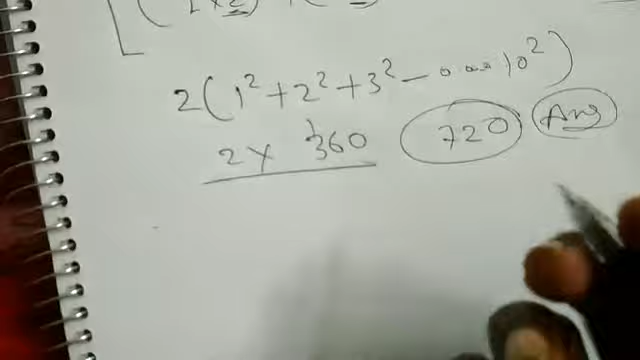 2(1² + 2² + 3² - ..... 10²)
2 x 360 720 Ans